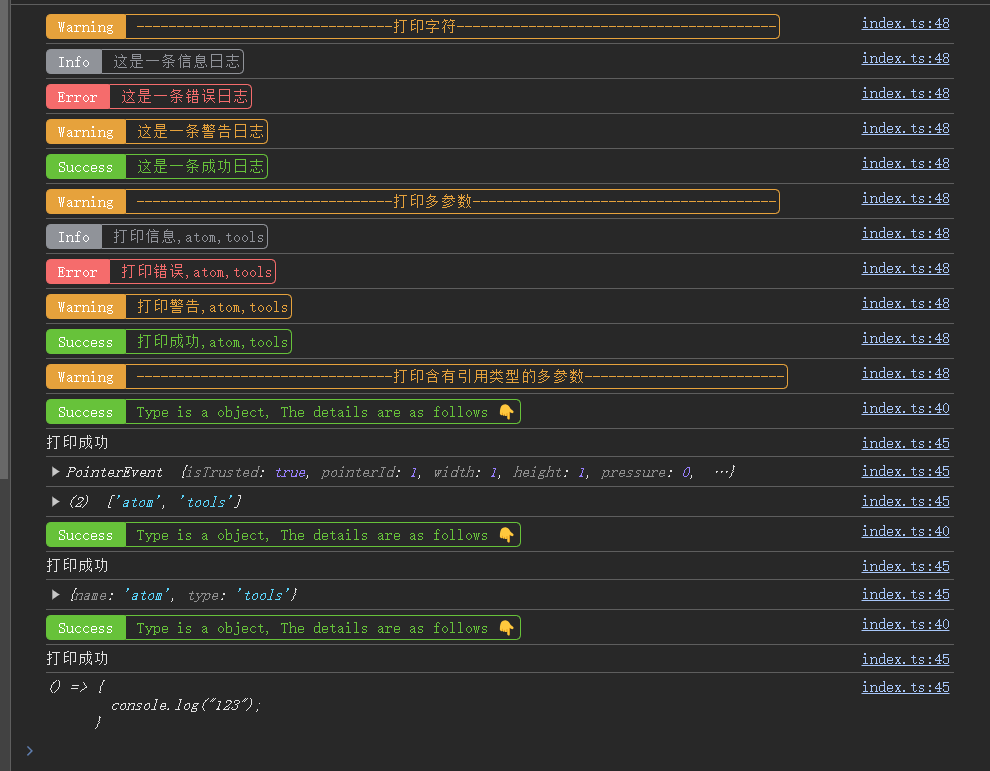 Warning --------------------------------打印字符---------------------------------------- index.ts:48
Info 这是一条信息日志 index.ts:48
Error 这是一条错误日志 index.ts:48
Warning 这是一条警告日志 index.ts:48
Success 这是一条成功日志 index.ts:48
Warning --------------------------------打印多参数-------------------------------------- index.ts:48
Info 打印信息,atom,tools index.ts:48
Error 打印错误,atom,tools index.ts:48
Warning 打印警告,atom,tools index.ts:48
Success 打印成功,atom,tools index.ts:48
Warning --------------------------------打印含有引用类型的多参数------------------------- index.ts:48
Success Type is a object, The details are as follows 👇 index.ts:40
打印成功 index.ts:45
▶ PointerEvent {isTrusted: true, pointerId: 1, width: 1, height: 1, pressure: 0, …} index.ts:45
▶ (2) ['atom', 'tools'] index.ts:45
Success Type is a object, The details are as follows 👇 index.ts:40
打印成功 index.ts:45
▶ {name: 'atom', type: 'tools'} index.ts:45
Success Type is a object, The details are as follows 👇 index.ts:40
打印成功 index.ts:45
() => { index.ts:45
console.log("123");
}